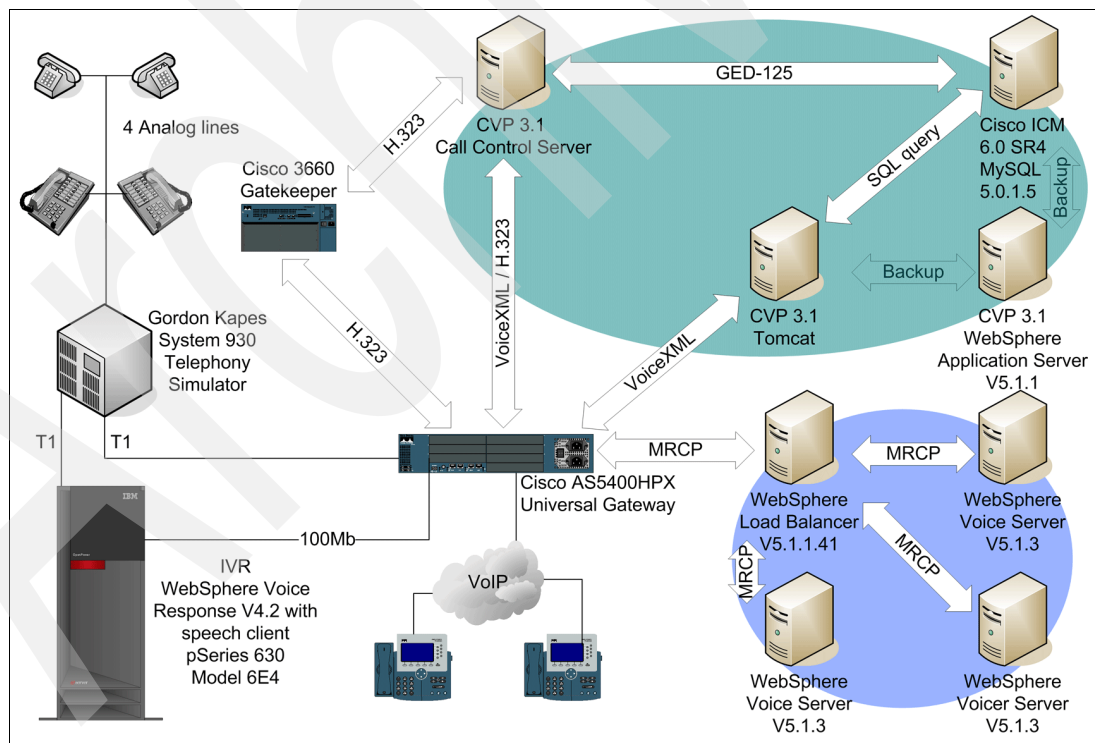 4 Analog lines
Cisco 3660
Gatekeeper
H.323
CVP 3.1
Call Control Server
GED-125
Cisco ICM
6.0 SR4
MySQL
5.0.1.5
SQL query
Backup
VoiceXML / H.323
H.323
Gordon Kapes
System 930
Telephony
Simulator
CVP 3.1
Tomcat
Backup
CVP 3.1
WebSphere
Application Server
V5.1.1
VoiceXML
T1
T1
Cisco AS5400HPX
Universal Gateway
MRCP
WebSphere
Load Balancer
V5.1.1.41
MRCP
WebSphere
Voice Server
V5.1.3
MRCP
MRCP
IBM
100Mb
IVR
WebSphere Voice
Response V4.2 with
speech client
pSeries 630
Model 6E4
VoIP
WebSphere
Voice Server
V5.1.3
WebSphere
Voicer Server
V5.1.3